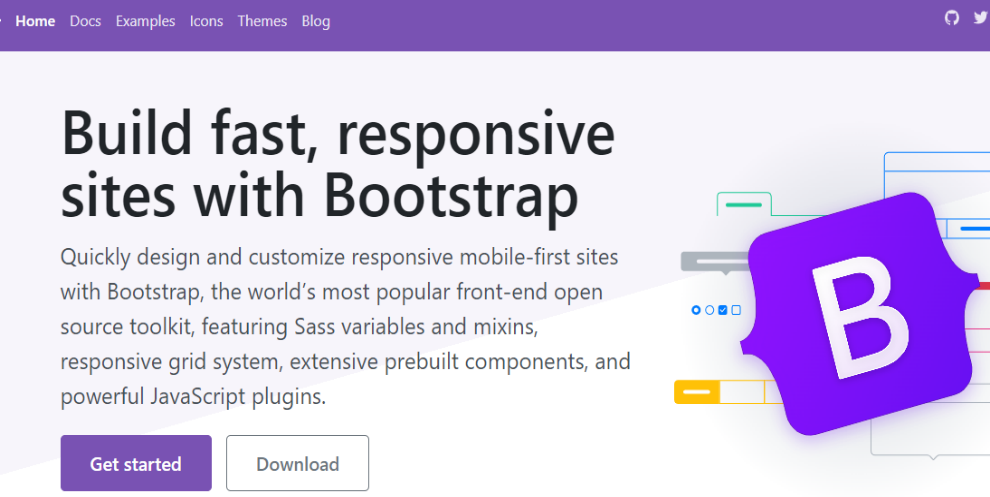 Home Docs Examples Icons Themes Blog
Build fast, responsive
sites with Bootstrap
Quickly design and customize responsive mobile-first sites
with Bootstrap, the world’s most popular front-end open
source toolkit, featuring Sass variables and mixins,
responsive grid system, extensive prebuilt components, and
powerful JavaScript plugins.
B
Get started Download